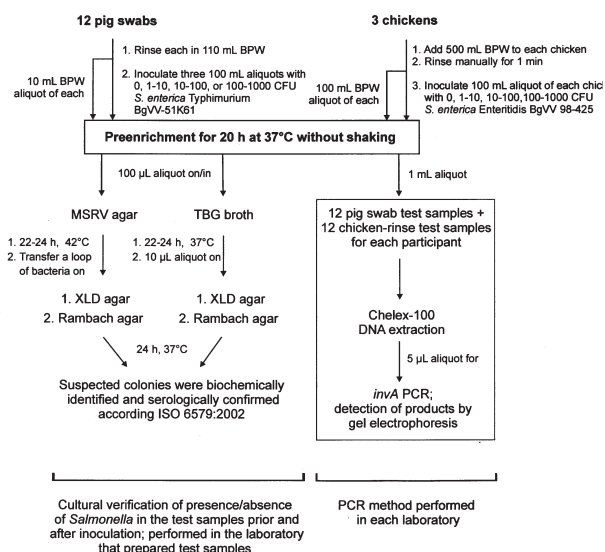 12 pig swabs
3 chickens
1. Rinse each in 110 mL BPW
2. Inoculate three 100 mL aliquots with
0, 1-10, 10-100, or 100-1000 CFU
S. enterica Typhimurium
BgVV-51K61
10 mL BPW
aliquot of each
1. Add 500 mL BPW to each chicken
2. Rinse manually for 1 min
3. Inoculate 100 mL aliquot of each chic
with 0, 1-10, 10-100,100-1000 CFU
S. enterica Enteritidis BgVV 98-425
100 mL BPW
aliquot of each
Preenrichment for 20 h at 37°C without shaking
100 µL aliquot on/in
1 mL aliquot
MSRV agar
TBG broth
1. 22-24 h, 42°C
2. Transfer a loop
of bacteria on
1. 22-24 h, 37°C
2. 10 µL aliquot on
1. XLD agar
2. Rambach agar
1. XLD agar
2. Rambach agar
24 h, 37°C
Suspected colonies were biochemically
identified and serologically confirmed
according ISO 6579:2002
12 pig swab test samples +
12 chicken-rinse test samples
for each participant
Chelex-100
DNA extraction
5 µL aliquot for
invA PCR;
detection of products by
gel electrophoresis
Cultural verification of presence/absence
of Salmonella in the test samples prior and
after inoculation; performed in the laboratory
that prepared test samples
PCR method performed
in each laboratory